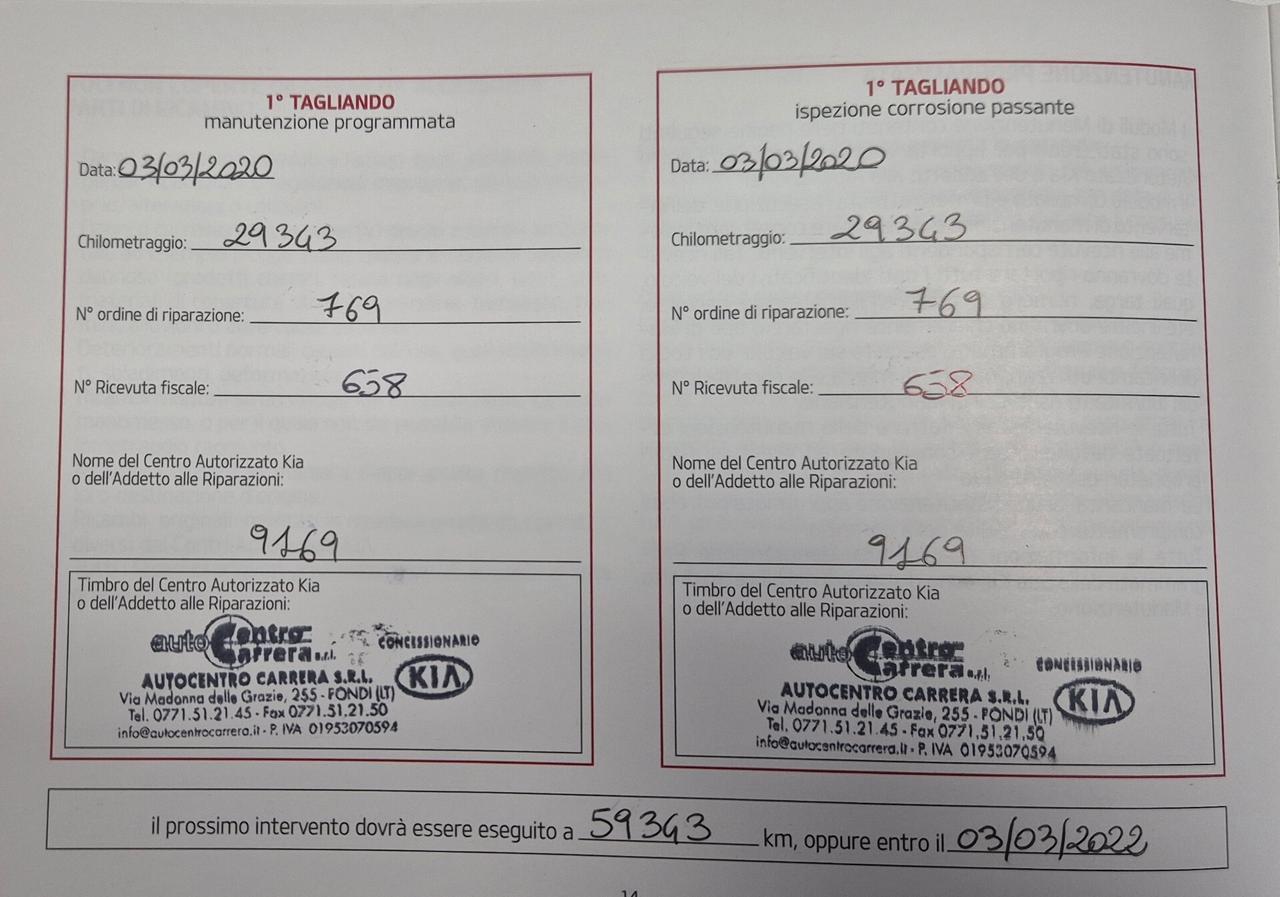 1° TAGLIANDO
manutenzione programmata
Data: 03/03/2020
Chilometraggio: 29343
N° ordine di riparazione: 769
N° Ricevuta fiscale: 658
Nome del Centro Autorizzato Kia
o dell'Addetto alle Riparazioni:
9169
Timbro del Centro Autorizzato Kia
o dell'Addetto alle Riparazioni:
auto Centro
Carrera s.r.l.
CONCESSIONARIO
KIA
AUTOCENTRO CARRERA S.R.L.
Via Madonna delle Grazie, 255 - FONDI (LT)
Tel. 0771.51.21.45 - Fax 0771.51.21.50
info@autocentrocarrera.it - P. IVA 01953070594
1° TAGLIANDO
ispezione corrosione passante
Data: 03/03/2020
Chilometraggio: 29343
N° ordine di riparazione: 769
N° Ricevuta fiscale: 658
Nome del Centro Autorizzato Kia
o dell'Addetto alle Riparazioni:
9169
Timbro del Centro Autorizzato Kia
o dell'Addetto alle Riparazioni:
auto Centro
Carrera s.r.l.
CONCESSIONARIO
KIA
AUTOCENTRO CARRERA S.R.L.
Via Madonna delle Grazie, 255 - FONDI (LT)
Tel. 0771.51.21.45 - Fax 0771.51.21.50
info@autocentrocarrera.it - P. IVA 01953070594
il prossimo intervento dovrà essere eseguito a 59343 km, oppure entro il 03/03/2022